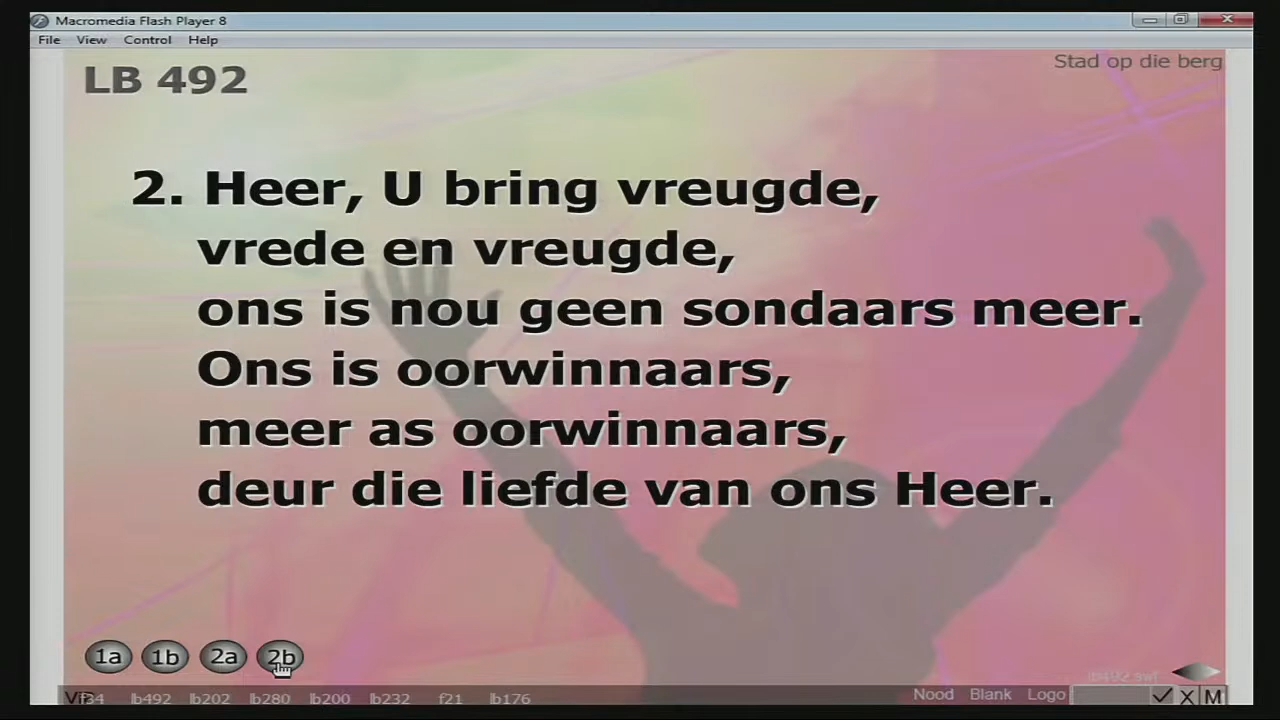 Macromedia Flash Player 8
File View Control Help
LB 492
Stad op die berg
2. Heer, U bring vreugde,
vrede en vreugde,
ons is nou geen sondaars meer.
Ons is oorwinnaars,
meer as oorwinnaars,
deur die liefde van ons Heer.
1a 1b 2a 2b
lb492.swf
lb492 lb202 lb280 lb200 lb232 f21 lb176 Nood Blank Logo X M